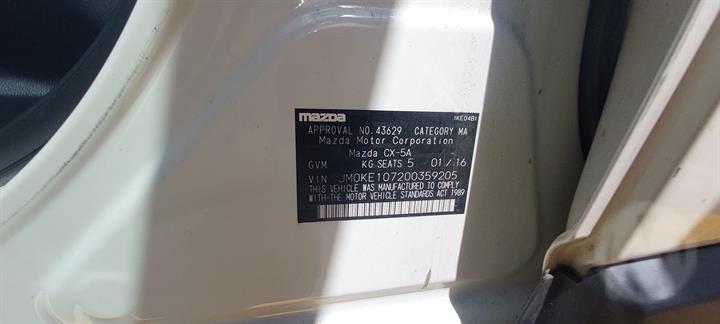 mazda 1KE04B1
APPROVAL NO.43629 CATEGORY MA
Mazda Motor Corporation
Mazda CX-5A
GVM KG SEATS 5 01/16
VIN JM0KE107200359205
THIS VEHICLE WAS MANUFACTURED TO COMPLY
WITH THE MOTOR VEHICLE STANDARDS ACT 1989